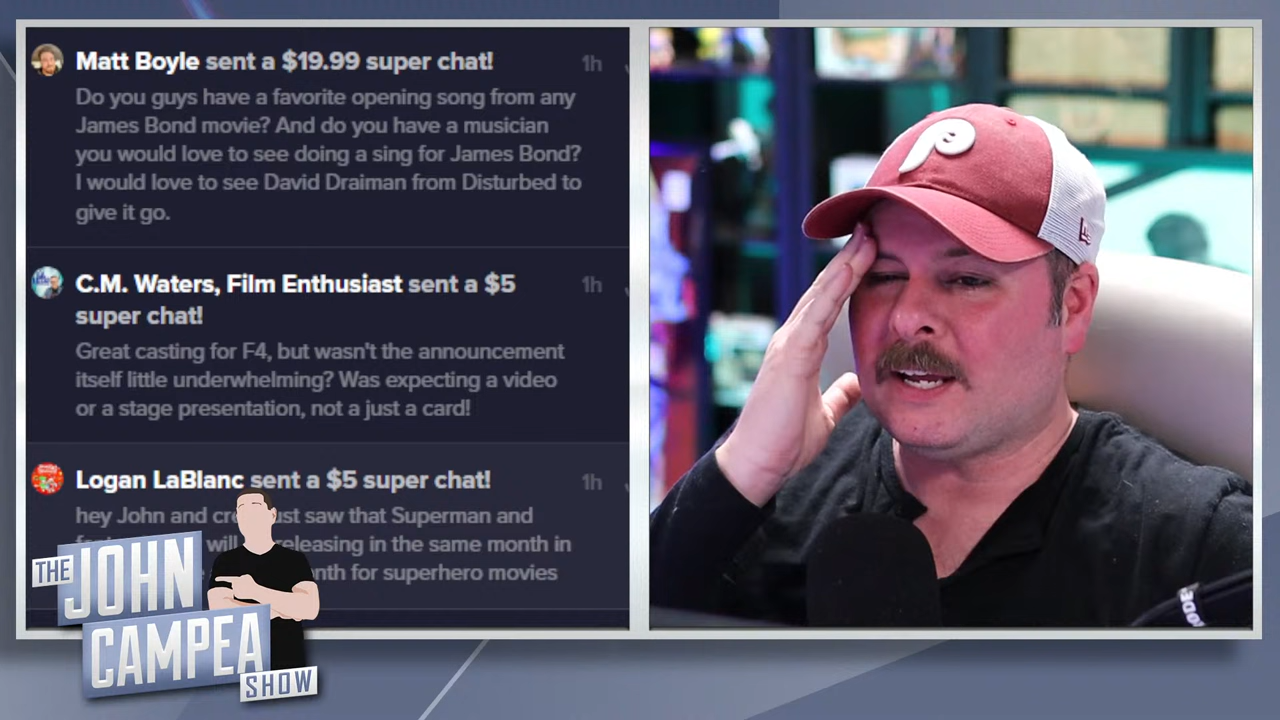 Matt Boyle sent a $19.99 super chat!
1h
Do you guys have a favorite opening song from any
James Bond movie? And do you have a musician
you would love to see doing a sing for James Bond?
I would love to see David Draiman from Disturbed to
give it go.
C.M. Waters, Film Enthusiast sent a $5
1h
super chat!
Great casting for F4, but wasn't the announcement
itself little underwhelming? Was expecting a video
or a stage presentation, not a just a card!
Logan LaBlanc sent a $5 super chat!
1h
hey John and just saw that Superman and
will releasing in the same month in
for superhero movies
THE
JOHN
CAMPEA
SHOW
P